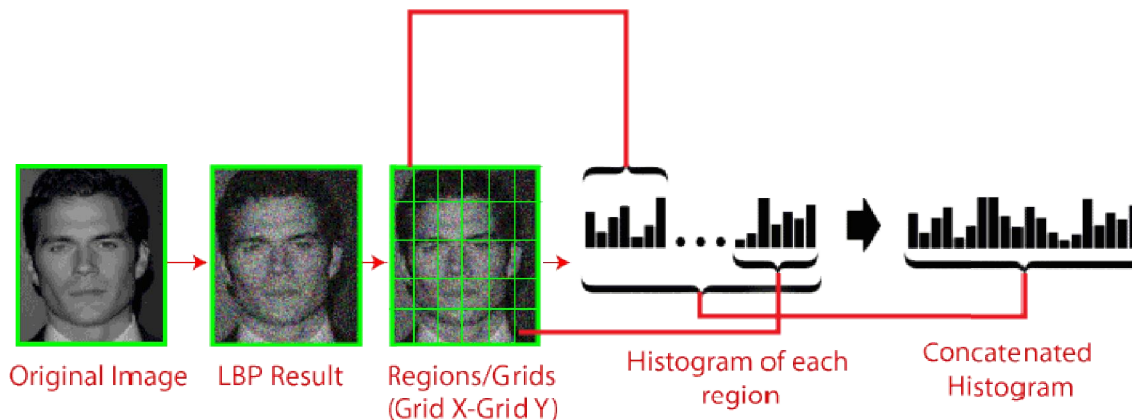 Original Image
LBP Result
Regions/Grids
(Grid X-Grid Y)
Histogram of each
region
Concatenated
Histogram